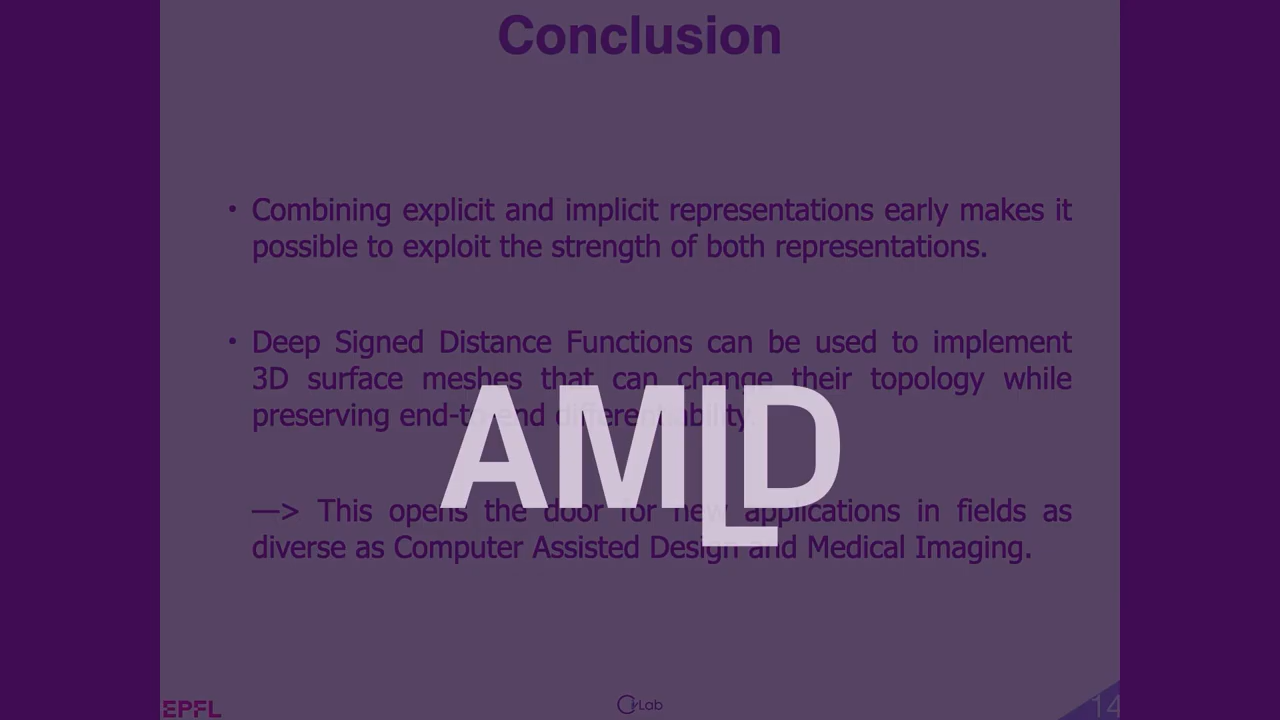 Conclusion
• Combining explicit and implicit representations early makes it
possible to exploit the strength of both representations.
• Deep Signed Distance Functions can be used to implement
3D surface meshes that can change their topology while
preserving end-to-end differentiability.
AMLD
—> This opens the door for new applications in fields as
diverse as Computer Assisted Design and Medical Imaging.
EPFL
CVLab
14